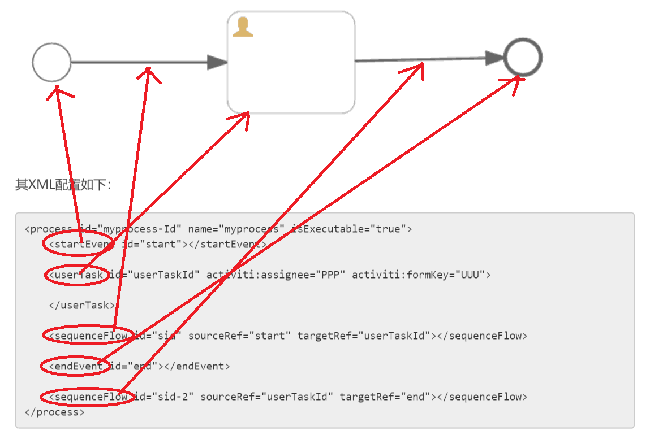 其XML配置如下：
<process id="myprocess-Id" name="myprocess" isExecutable="true">
<startEvent id="start"></startEvent>
<userTask id="userTaskId" activiti:assignee="PPP" activiti:formKey="UUU">
</userTask>
<sequenceFlow id="sid" sourceRef="start" targetRef="userTaskId"></sequenceFlow>
<endEvent id="end"></endEvent>
<sequenceFlow id="sid-2" sourceRef="userTaskId" targetRef="end"></sequenceFlow>
</process>